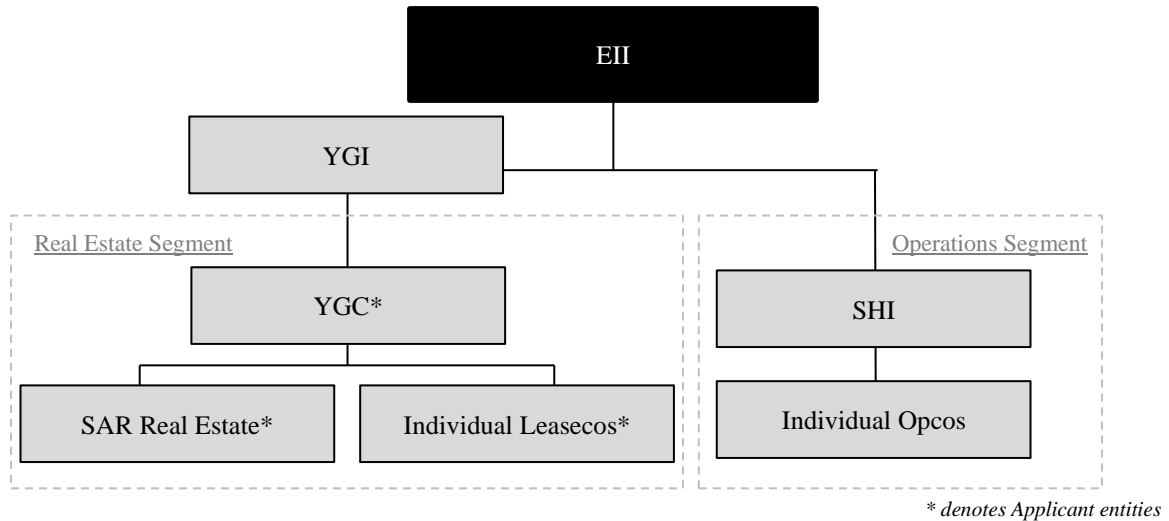 EII
YGI
Real Estate Segment
Operations Segment
YGC*
SHI
SAR Real Estate*
Individual Leasecos*
Individual Opcos
* denotes Applicant entities